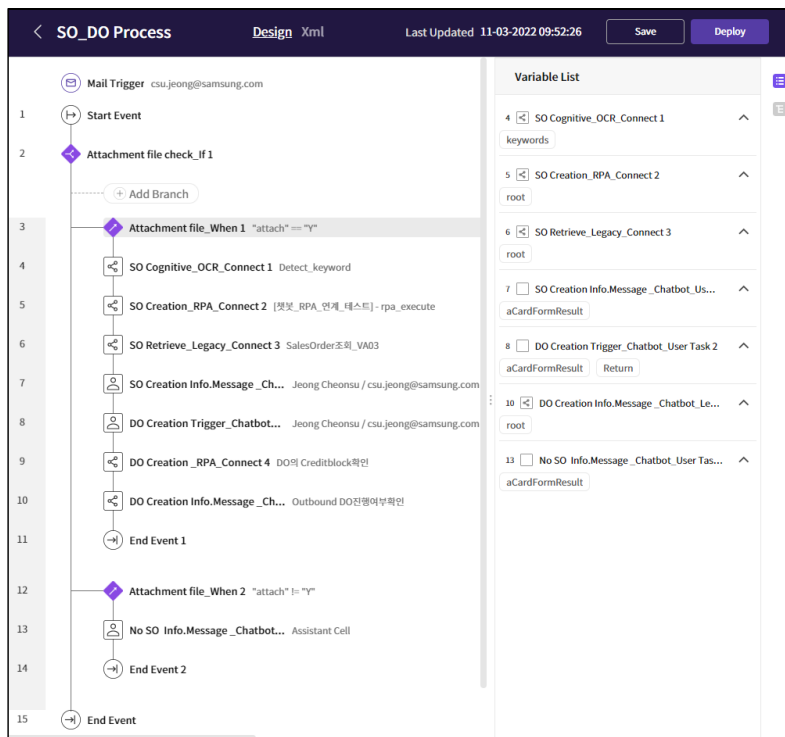 SO_DO Process Design Xml Last Updated 11-03-2022 09:52:26 Save Deploy
Mail Trigger csu.jeong@samsung.com
1 Start Event
2 Attachment file check_If 1
+ Add Branch
3 Attachment file_When 1 "attach" == "Y"
4 SO Cognitive_OCR_Connect 1 Detect_keyword
5 SO Creation_RPA_Connect 2 [챗봇_RPA_연계_테스트] - rpa_execute
6 SO Retrieve_Legacy_Connect 3 SalesOrder조회_VA03
7 SO Creation Info.Message _Ch... Jeong Cheonsu / csu.jeong@samsung.com
8 DO Creation Trigger_Chatbot... Jeong Cheonsu / csu.jeong@samsung.com
9 DO Creation _RPA_Connect 4 DO의 Creditblock확인
10 DO Creation Info.Message _Ch... Outbound DO진행여부확인
11 End Event 1
12 Attachment file_When 2 "attach" != "Y"
13 No SO Info.Message _Chatbot... Assistant Cell
14 End Event 2
15 End Event
Variable List
4 SO Cognitive_OCR_Connect 1
keywords
5 SO Creation_RPA_Connect 2
root
6 SO Retrieve_Legacy_Connect 3
root
7 SO Creation Info.Message _Chatbot_Us...
aCardFormResult
8 DO Creation Trigger_Chatbot_User Task 2
aCardFormResult Return
10 DO Creation Info.Message _Chatbot_Le...
root
13 No SO Info.Message _Chatbot_User Tas...
aCardFormResult